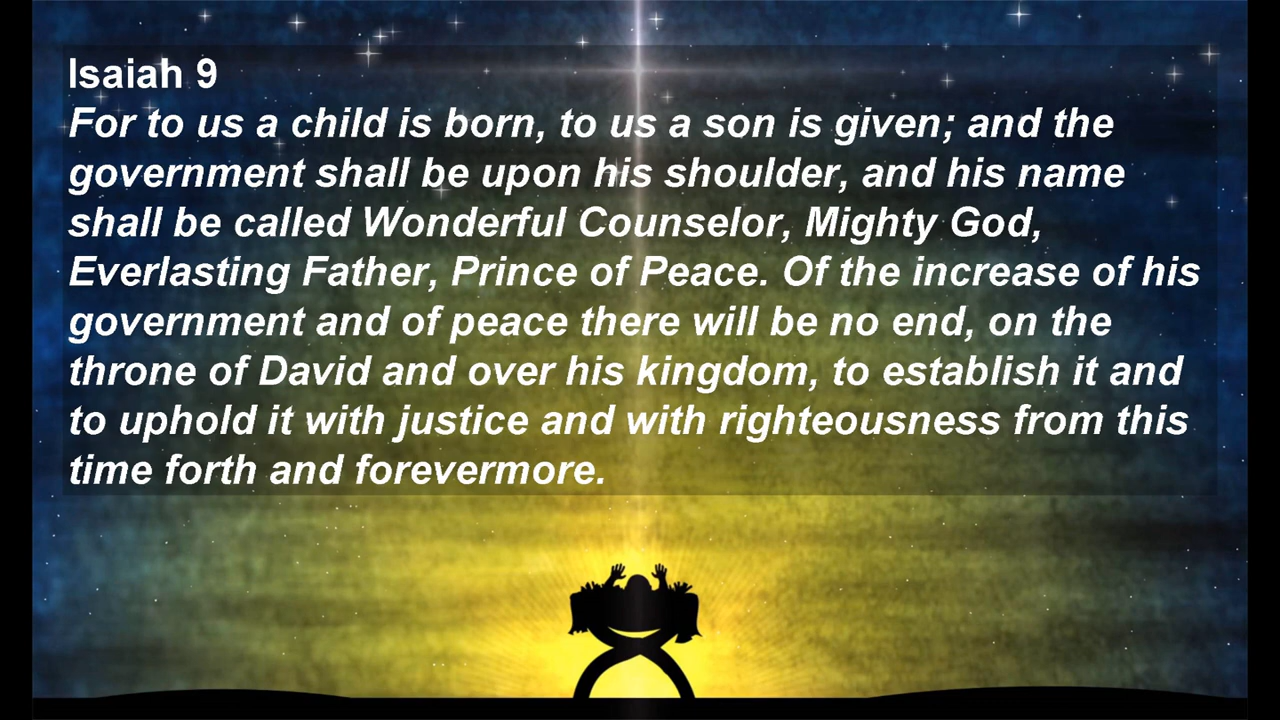 Isaiah 9
For to us a child is born, to us a son is given; and the
government shall be upon his shoulder, and his name
shall be called Wonderful Counselor, Mighty God,
Everlasting Father, Prince of Peace. Of the increase of his
government and of peace there will be no end, on the
throne of David and over his kingdom, to establish it and
to uphold it with justice and with righteousness from this
time forth and forevermore.